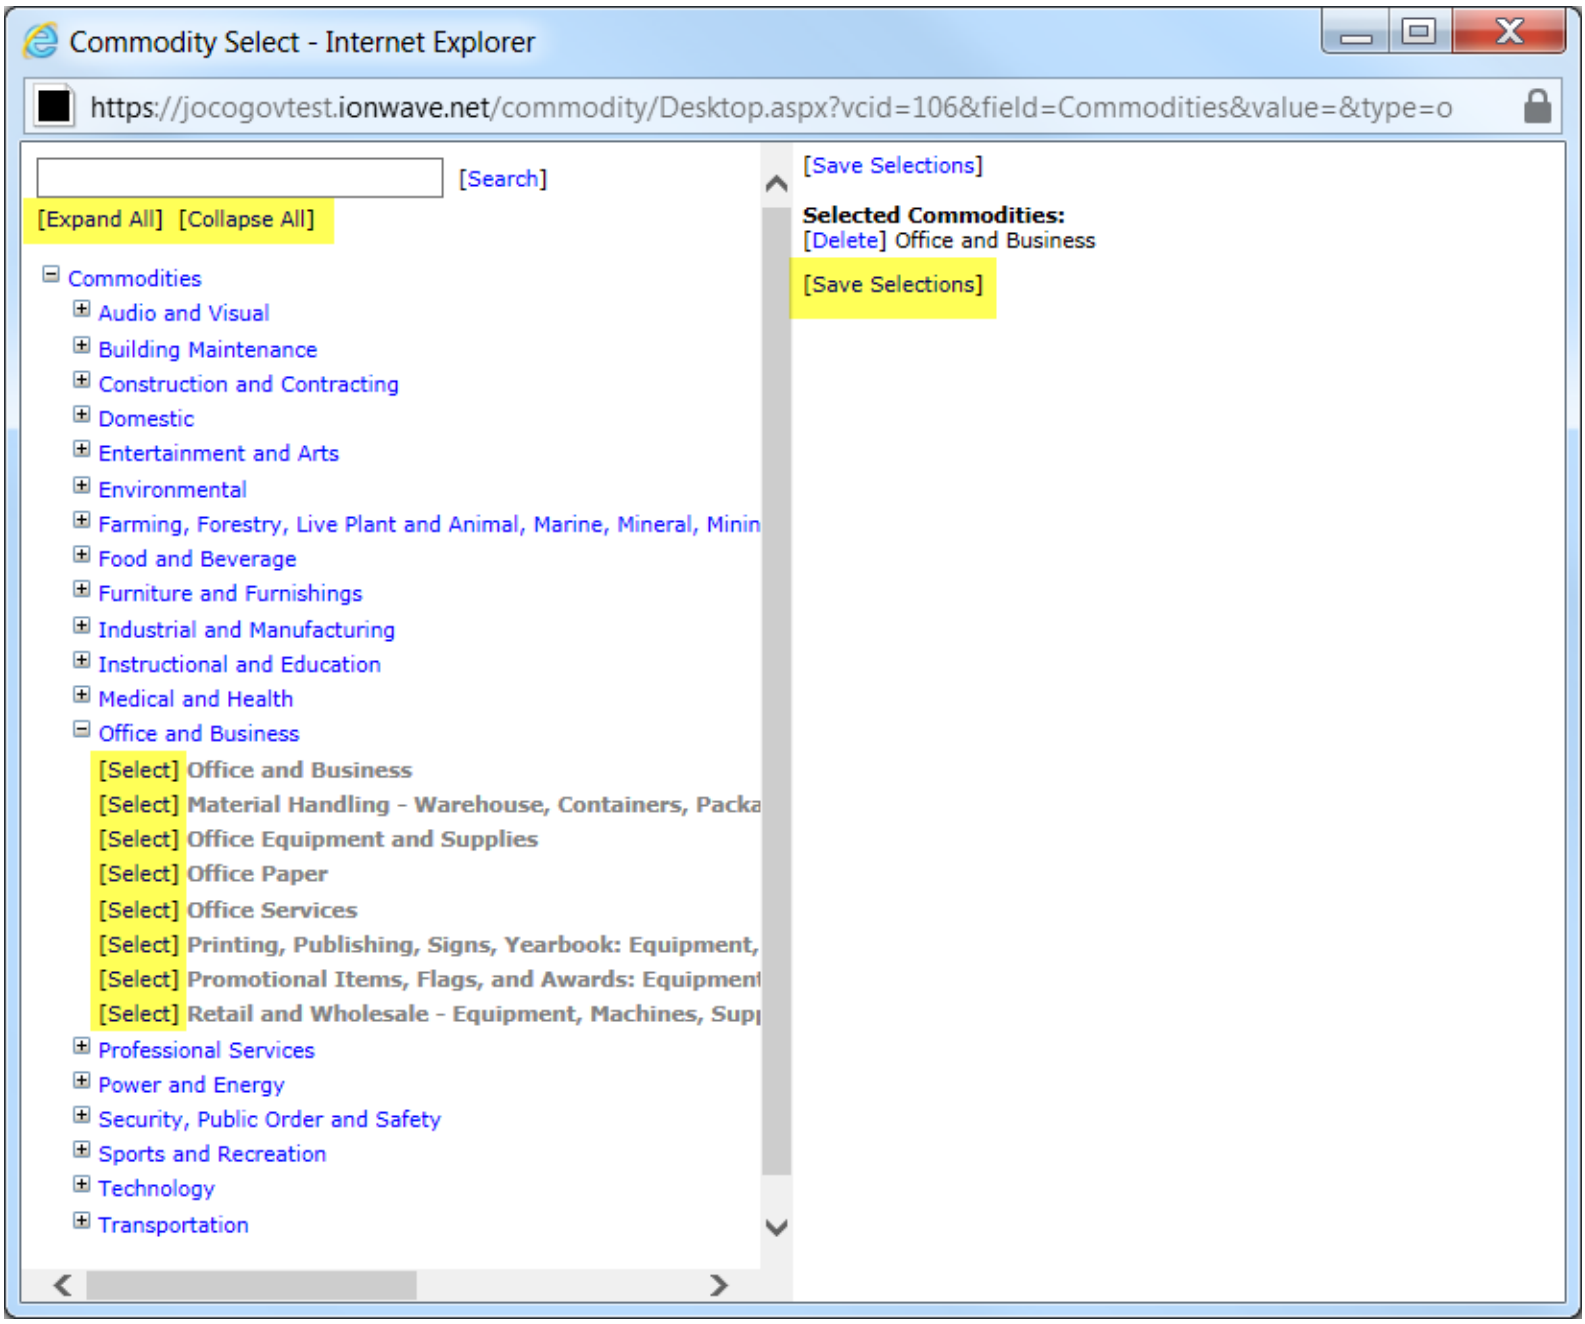 Commodity Select - Internet Explorer
https://jocogovtest.ionwave.net/commodity/Desktop.aspx?vcid=106&field=Commodities&value=&type=o
[Search]
[Expand All] [Collapse All]
Commodities
Audio and Visual
Building Maintenance
Construction and Contracting
Domestic
Entertainment and Arts
Environmental
Farming, Forestry, Live Plant and Animal, Marine, Mineral, Minin
Food and Beverage
Furniture and Furnishings
Industrial and Manufacturing
Instructional and Education
Medical and Health
Office and Business
[Select] Office and Business
[Select] Material Handling - Warehouse, Containers, Packa
[Select] Office Equipment and Supplies
[Select] Office Paper
[Select] Office Services
[Select] Printing, Publishing, Signs, Yearbook: Equipment,
[Select] Promotional Items, Flags, and Awards: Equipment
[Select] Retail and Wholesale - Equipment, Machines, Supp
Professional Services
Power and Energy
Security, Public Order and Safety
Sports and Recreation
Technology
Transportation
[Save Selections]
Selected Commodities:
[Delete] Office and Business
[Save Selections]